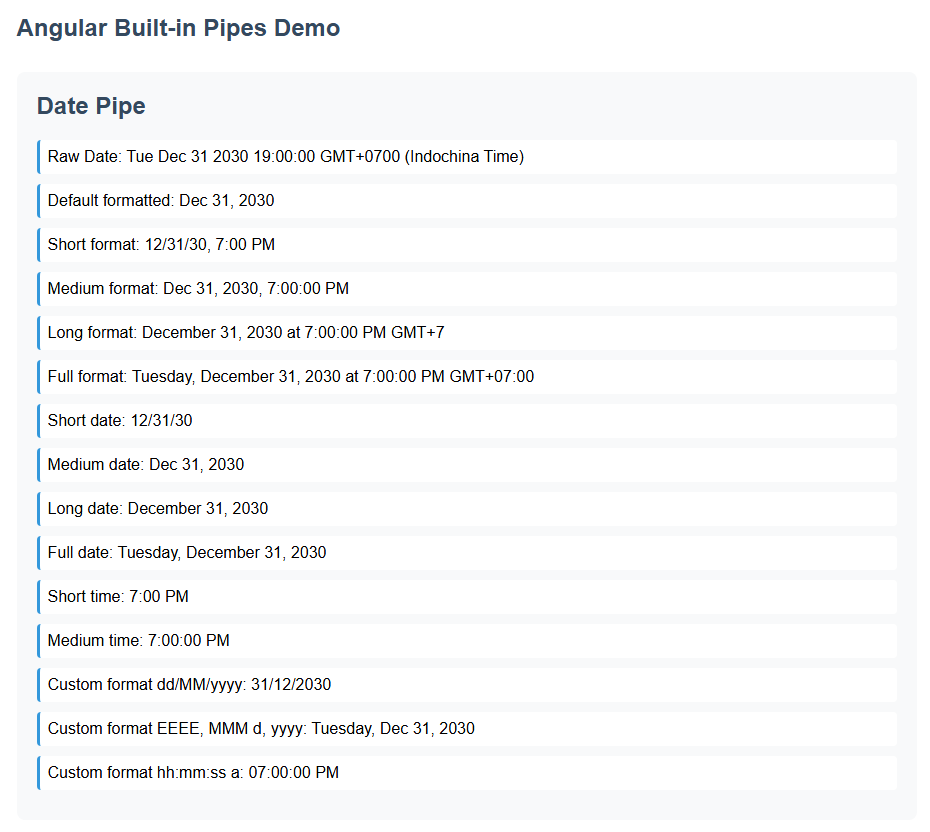 Angular Built-in Pipes Demo
Date Pipe
Raw Date: Tue Dec 31 2030 19:00:00 GMT+0700 (Indochina Time)
Default formatted: Dec 31, 2030
Short format: 12/31/30, 7:00 PM
Medium format: Dec 31, 2030, 7:00:00 PM
Long format: December 31, 2030 at 7:00:00 PM GMT+7
Full format: Tuesday, December 31, 2030 at 7:00:00 PM GMT+07:00
Short date: 12/31/30
Medium date: Dec 31, 2030
Long date: December 31, 2030
Full date: Tuesday, December 31, 2030
Short time: 7:00 PM
Medium time: 7:00:00 PM
Custom format dd/MM/yyyy: 31/12/2030
Custom format EEEE, MMM d, yyyy: Tuesday, Dec 31, 2030
Custom format hh:mm:ss a: 07:00:00 PM